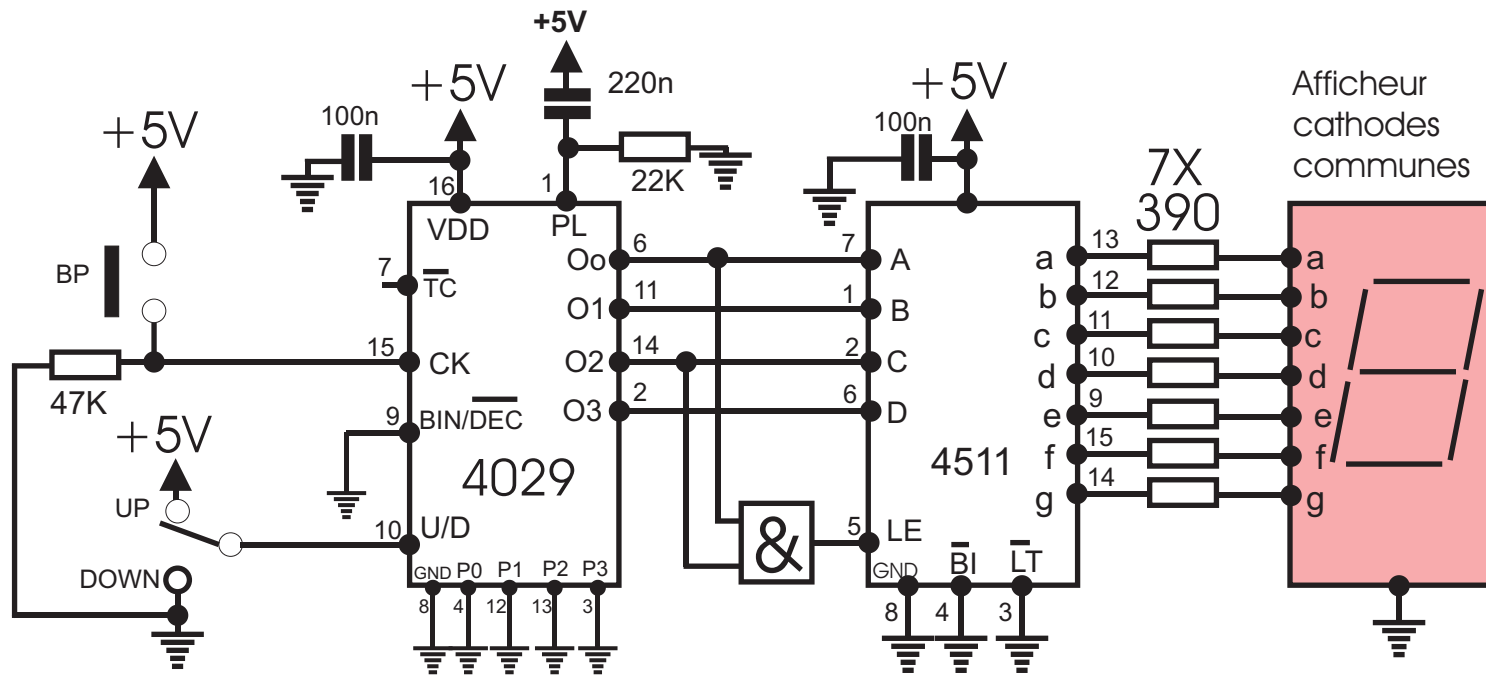 +5V
+5V
220n
+5V
100n
22K
16
1
VDD
PL
+5V
BP
7
TC
15
CK
47K
9
BIN/DEC
4029
+5V
UP
10
U/D
DOWN
GND
P0
P1
P2
P3
8
4
12
13
3
Oo
6
O1
11
O2
14
O3
2
&
+5V
100n
7
A
1
B
2
C
6
D
4511
5
LE
GND
BI
LT
8
4
3
a
13
b
12
c
11
d
10
e
9
f
15
g
14
7X
390
Afficheur
cathodes
communes
a
b
c
d
e
f
g